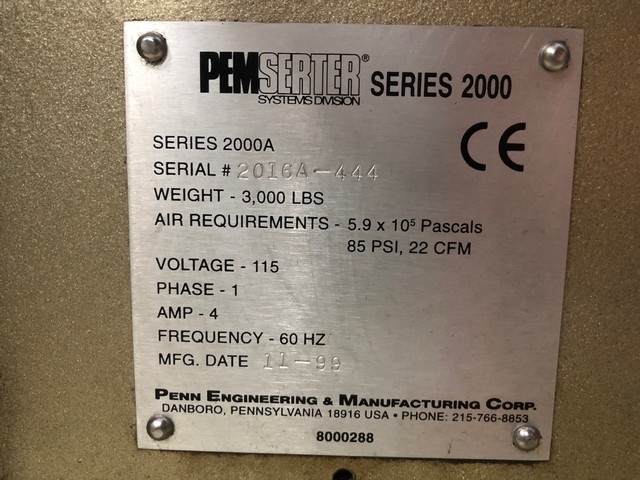 PEMSERTER® SERIES 2000
SYSTEMS DIVISION
CE
SERIES 2000A
SERIAL # 2016A-444
WEIGHT - 3,000 LBS
AIR REQUIREMENTS - 5.9 x 10⁵ Pascals
85 PSI, 22 CFM
VOLTAGE - 115
PHASE - 1
AMP - 4
FREQUENCY - 60 HZ
MFG. DATE 11-99
PENN ENGINEERING & MANUFACTURING CORP.
DANBORO, PENNSYLVANIA 18916 USA • PHONE: 215-766-8853
8000288